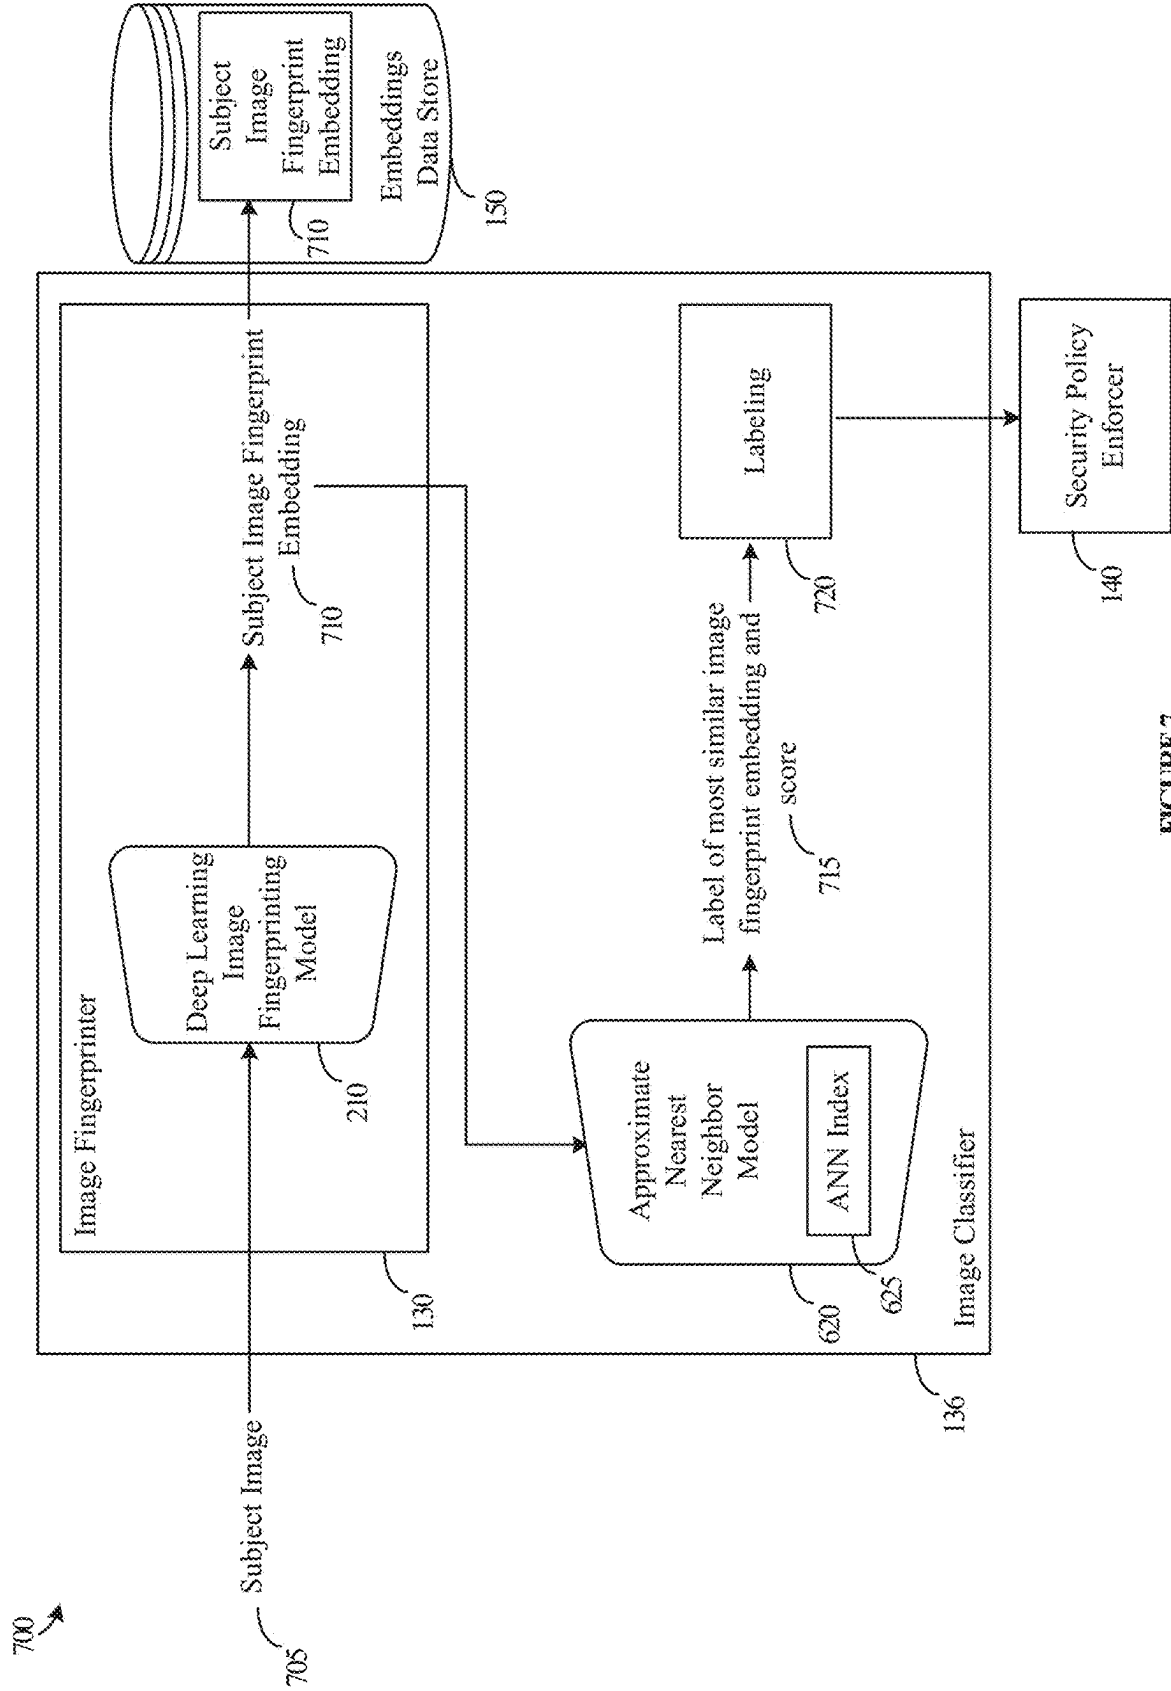 700
705
Subject Image
Image Fingerprinter
130
Deep Learning
Image
Fingerprinting
Model
210
Subject Image Fingerprint
Embedding
710
Subject
Image
Fingerprint
Embedding
710
Embeddings
Data Store
150
Approximate
Nearest
Neighbor
Model
ANN Index
620
625
Label of most similar image
fingerprint embedding and
score
715
Labeling
720
Image Classifier
136
Security Policy
Enforcer
140
FIGURE 7